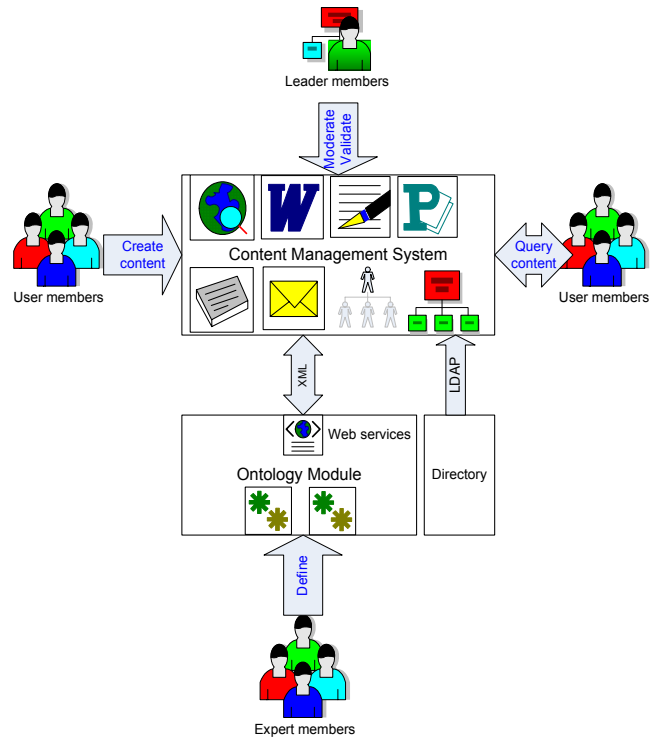 Leader members
Moderate
Validate
W
P
Create
content
Content Management System
Query
content
User members
User members
XML
LDAP
Web services
Ontology Module
Directory
Define
Expert members